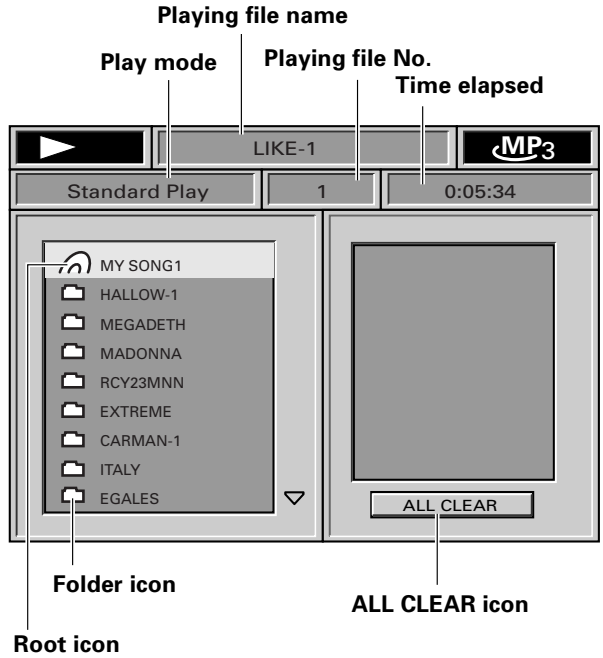 Playing file name
Play mode
Playing file No.
Time elapsed
LIKE-1
MP3
Standard Play
1
0:05:34
MY SONG1
HALLOW-1
MEGADETH
MADONNA
RCY23MNN
EXTREME
CARMAN-1
ITALY
EGALES
ALL CLEAR
Folder icon
ALL CLEAR icon
Root icon